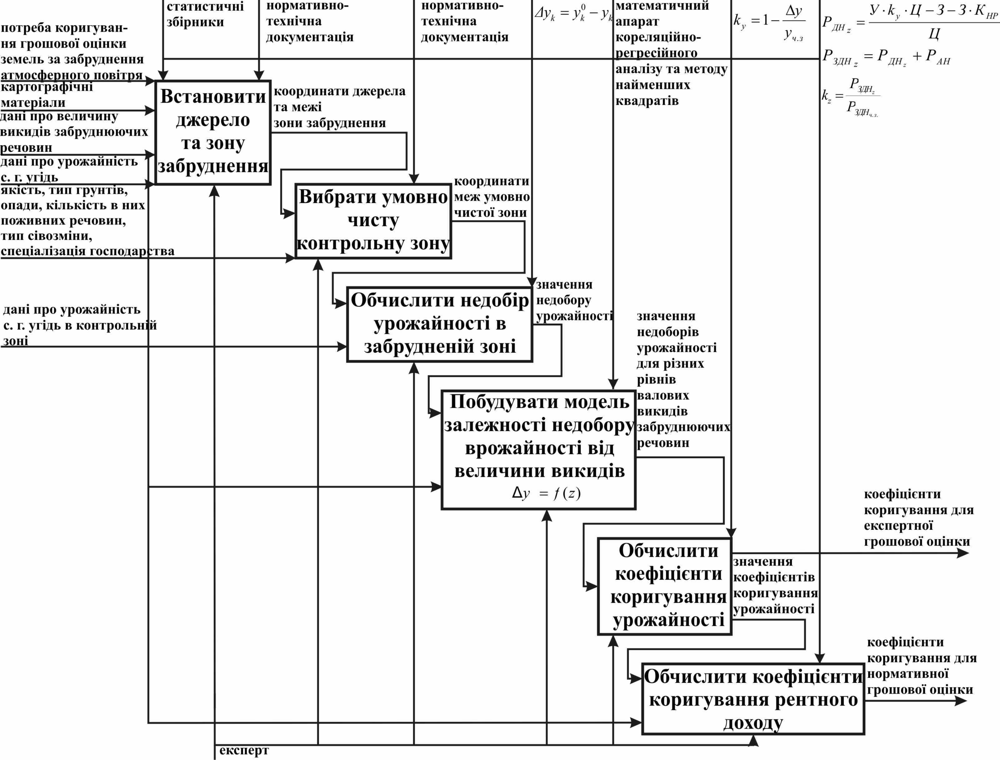 статистичні
збірники
нормативно-
технічна
документація
нормативно-
технічна
документація
Δy_k = y_k^0 − y_k
математичний
апарат
кореляційно-
регресійного
аналізу та методу
найменших
квадратів
k_y = 1 − Δy / y_ч.з
P_ДН z = (У · k_y · Ц − З − З · К_НР) / Ц
P_ЗДН z = P_ДН z + P_АН
k_z = P_ЗДН z / P_ЗДН ч.з.
потреба коригуван-
ня грошової оцінки
земель за забруднення
атмосферного повітря
картографічні
матеріали
дані про величину
викидів забруднюючих
речовин
дані про урожайність
с. г. угідь
якість, тип грунтів,
опади, кількість в них
поживних речовин,
тип сівозміни,
спеціалізація господарства
дані про урожайність
с. г. угідь в контрольній
зоні
Встановити
джерело
та зону
забруднення
координати джерела
та межі
зони забруднення
Вибрати умовно
чисту
контрольну зону
координати
меж умовно
чистої зони
Обчислити недобір
урожайності в
забрудненій зоні
значення
недобору
урожайності
Побудувати модель
залежності недобору
врожайності від
величини викидів
Δy = f (z)
значення
недоборів
урожайності
для різних
рівнів
валових
викидів
забруднюючих
речовин
Обчислити
коефіцієнти
коригування
урожайності
коефіцієнти
коригування для
експертної
грошової оцінки
значення
коефіцієнтів
коригування
урожайності
Обчислити коефіцієнти
коригування рентного
доходу
коефіцієнти
коригування для
нормативної
грошової оцінки
експерт